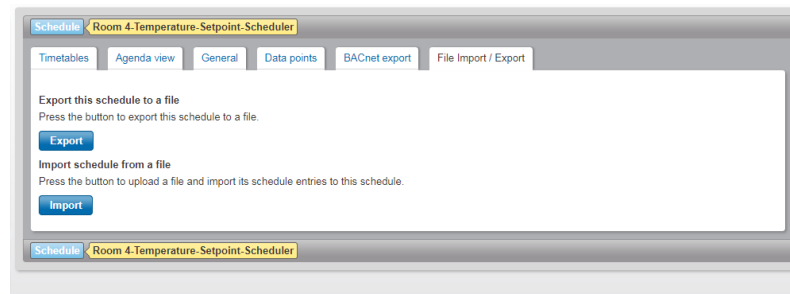 Schedule Room 4-Temperature-Setpoint-Scheduler
Timetables Agenda view General Data points BACnet export File Import / Export
Export this schedule to a file
Press the button to export this schedule to a file.
Export
Import schedule from a file
Press the button to upload a file and import its schedule entries to this schedule.
Import
Schedule Room 4-Temperature-Setpoint-Scheduler